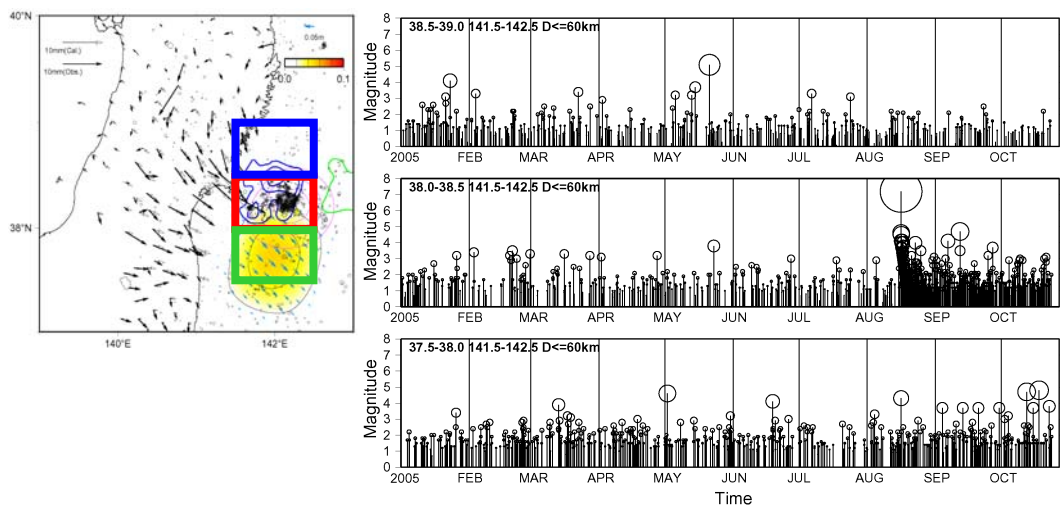 40°N
38°N
140°E
142°E
10mm(Cal.)
10mm(Obs.)
0.05m
0.0 0.1
38.5-39.0 141.5-142.5 D<=60km
Magnitude
8
7
6
5
4
3
2
1
0
2005 FEB MAR APR MAY JUN JUL AUG SEP OCT
38.0-38.5 141.5-142.5 D<=60km
Magnitude
8
7
6
5
4
3
2
1
0
2005 FEB MAR APR MAY JUN JUL AUG SEP OCT
37.5-38.0 141.5-142.5 D<=60km
Magnitude
8
7
6
5
4
3
2
1
0
2005 FEB MAR APR MAY JUN JUL AUG SEP OCT
Time